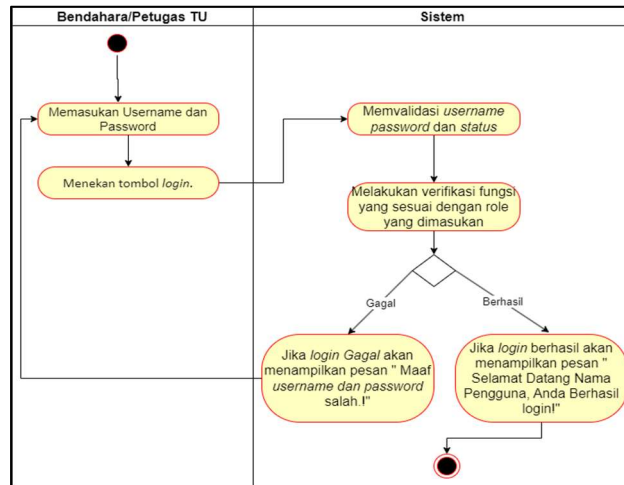 Bendahara/Petugas TU
Sistem
Memasukan Username dan
Password
Menekan tombol login.
Memvalidasi username
password dan status
Melakukan verifikasi fungsi
yang sesuai dengan role
yang dimasukan
Gagal
Berhasil
Jika login Gagal akan
menampilkan pesan " Maaf
username dan password
salah.!"
Jika login berhasil akan
menampilkan pesan "
Selamat Datang Nama
Pengguna, Anda Berhasil
login!"